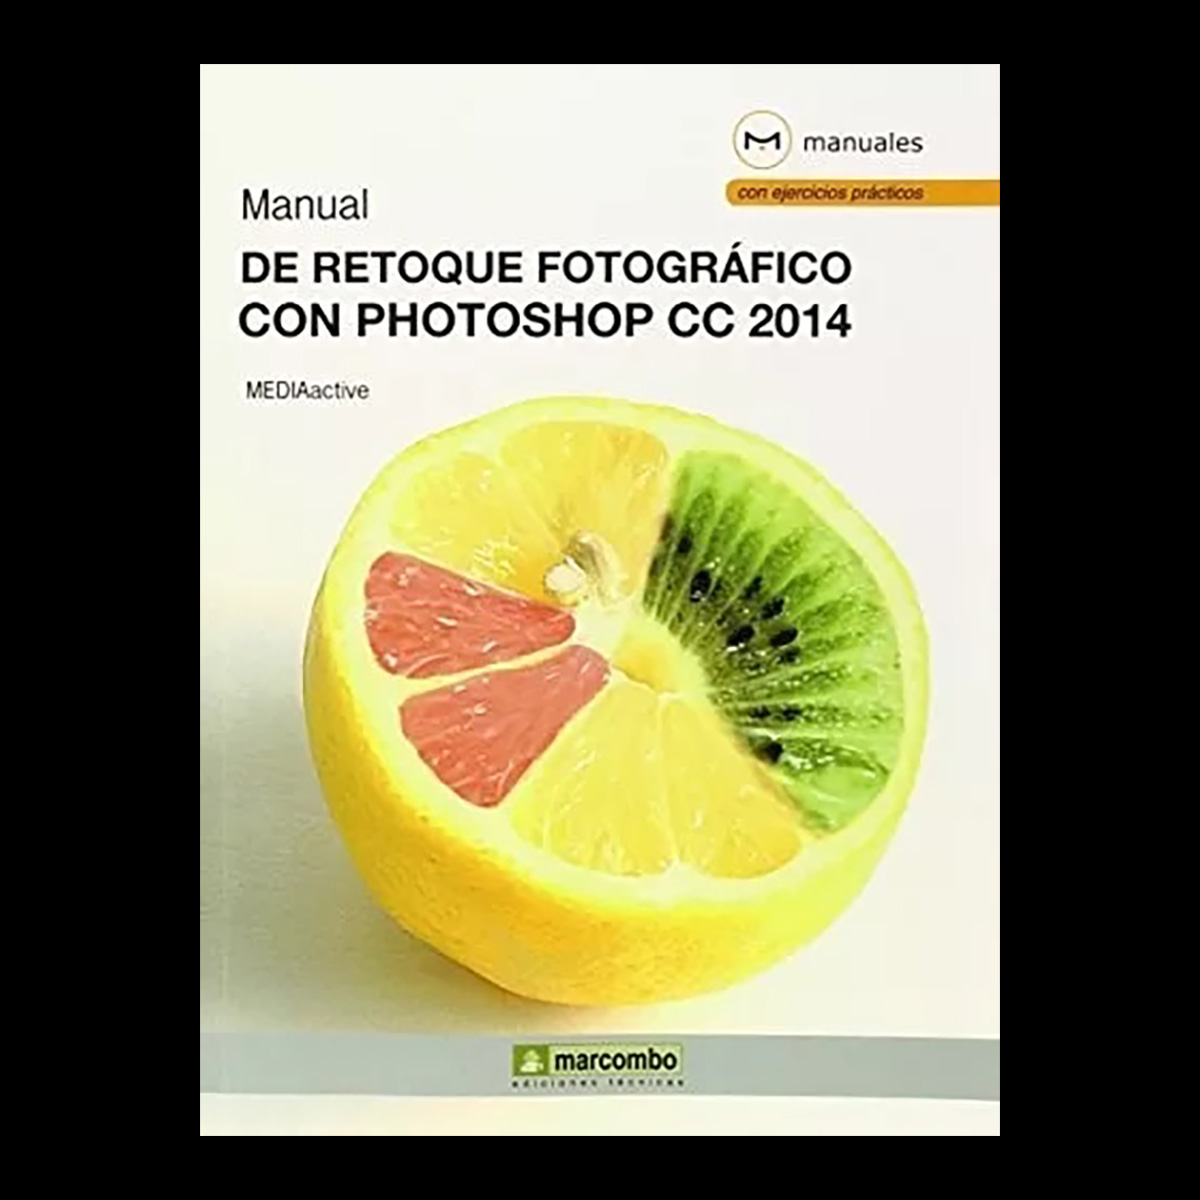 manuales
con ejercicios prácticos
Manual
DE RETOQUE FOTOGRÁFICO
CON PHOTOSHOP CC 2014
MEDIAactive
marcombo
ediciones técnicas